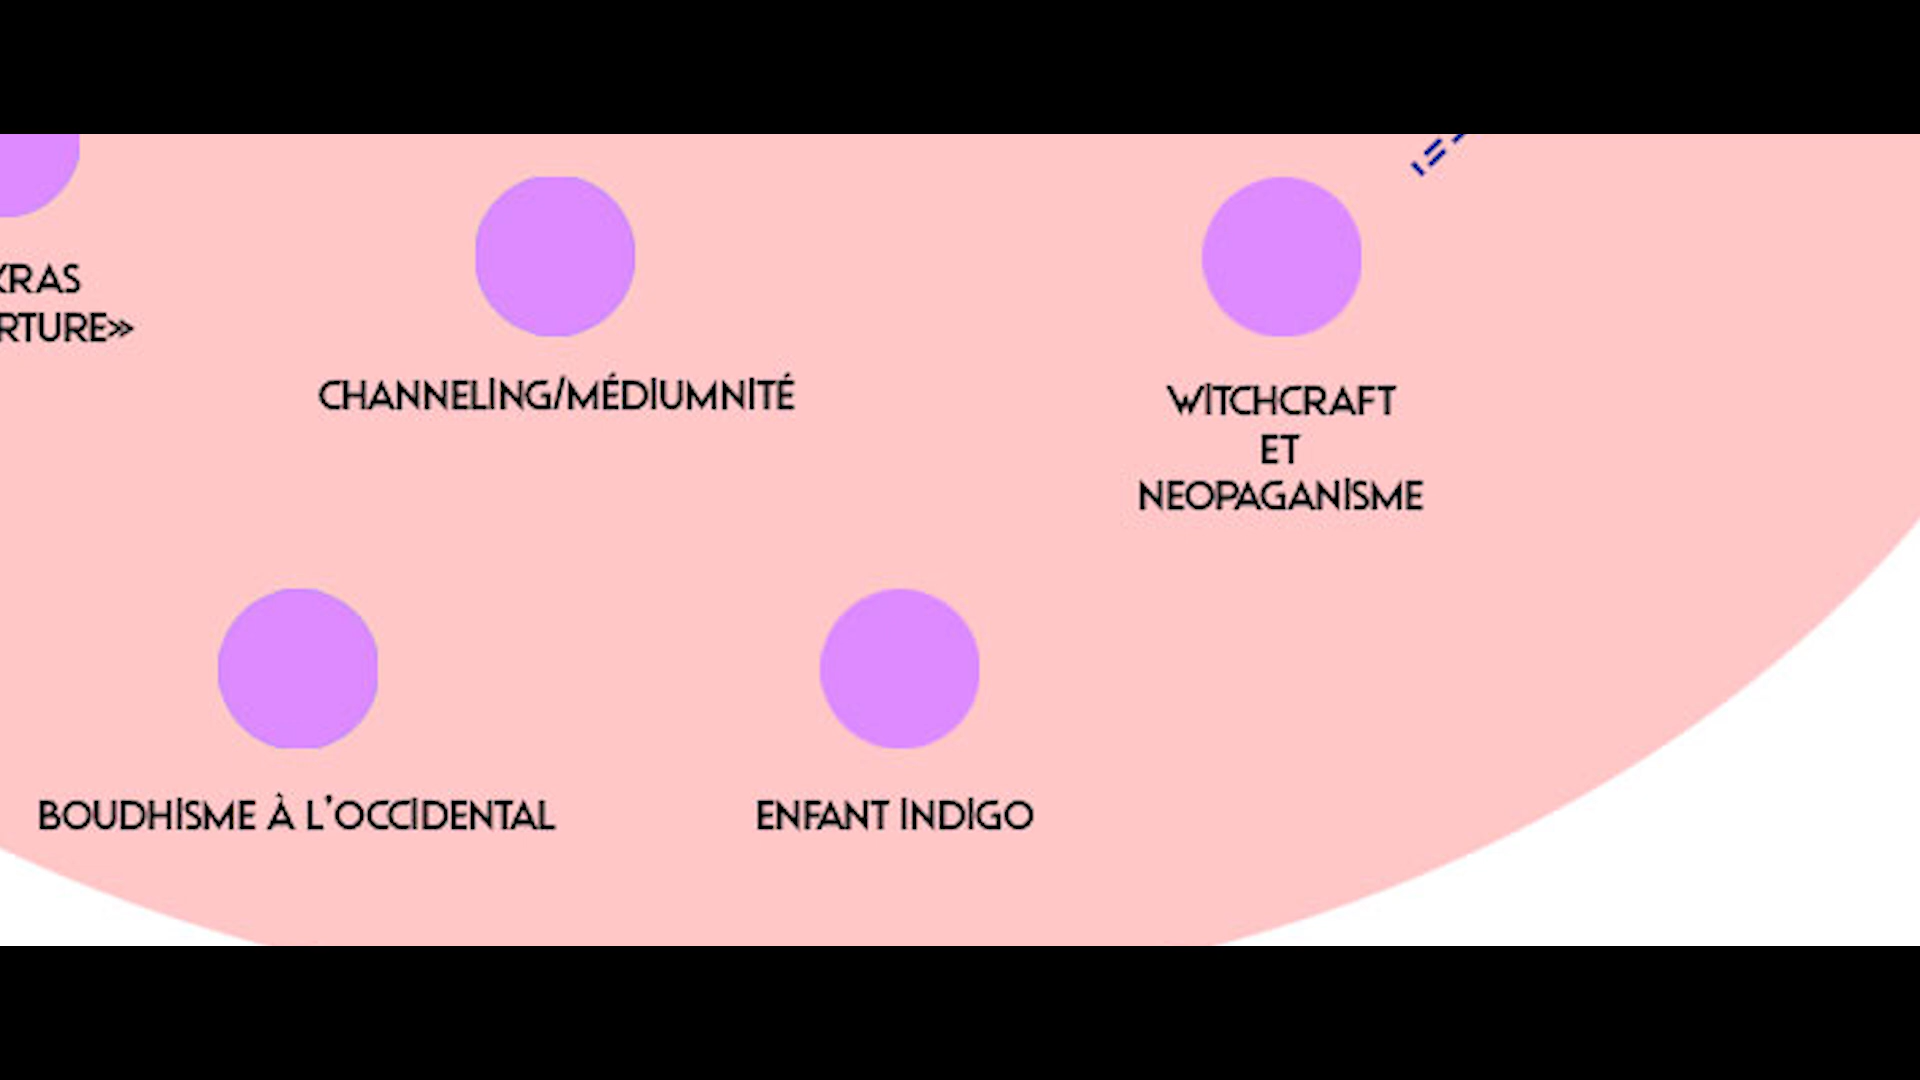 CHANNELING/MÉDIUMNITÉ
WITCHCRAFT
ET
NEOPAGANISME
BOUDHISME À L'OCCIDENTAL
ENFANT INDIGO